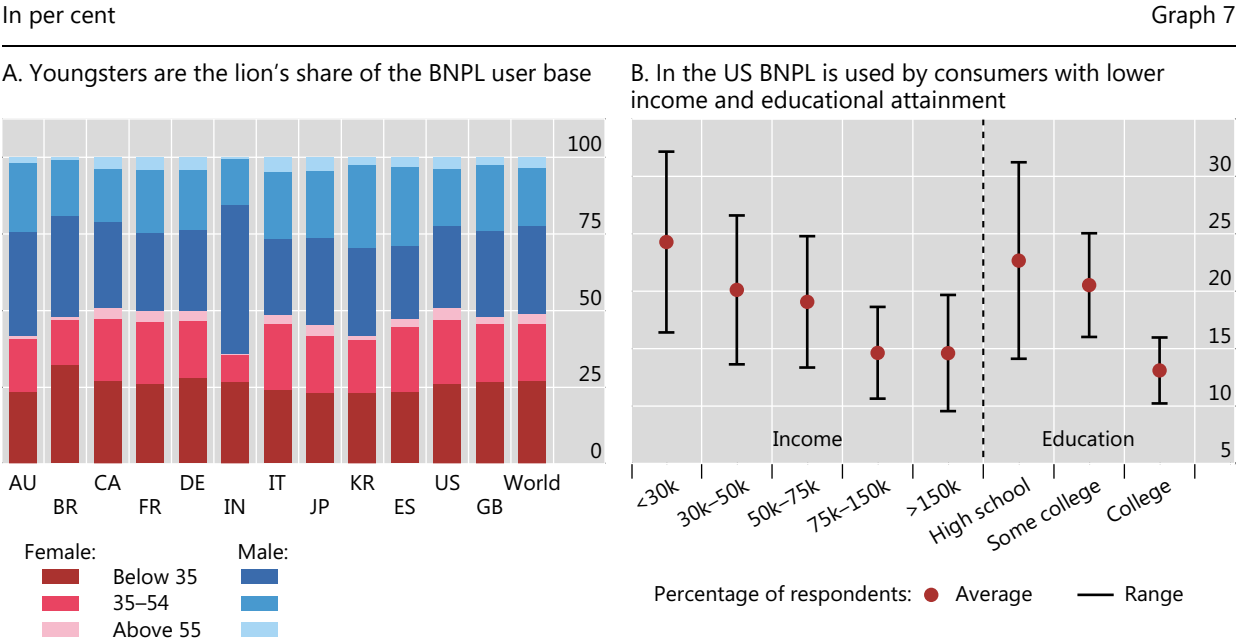 In per cent
Graph 7
A. Youngsters are the lion’s share of the BNPL user base
B. In the US BNPL is used by consumers with lower
income and educational attainment
100
75
50
25
0
AU
BR
CA
FR
DE
IN
IT
JP
KR
ES
US
GB
World
Female:
Male:
Below 35
35–54
Above 55
30
25
20
15
10
5
Income
Education
<30k
30k–50k
50k–75k
75k–150k
>150k
High school
Some college
College
Percentage of respondents:
Average
Range